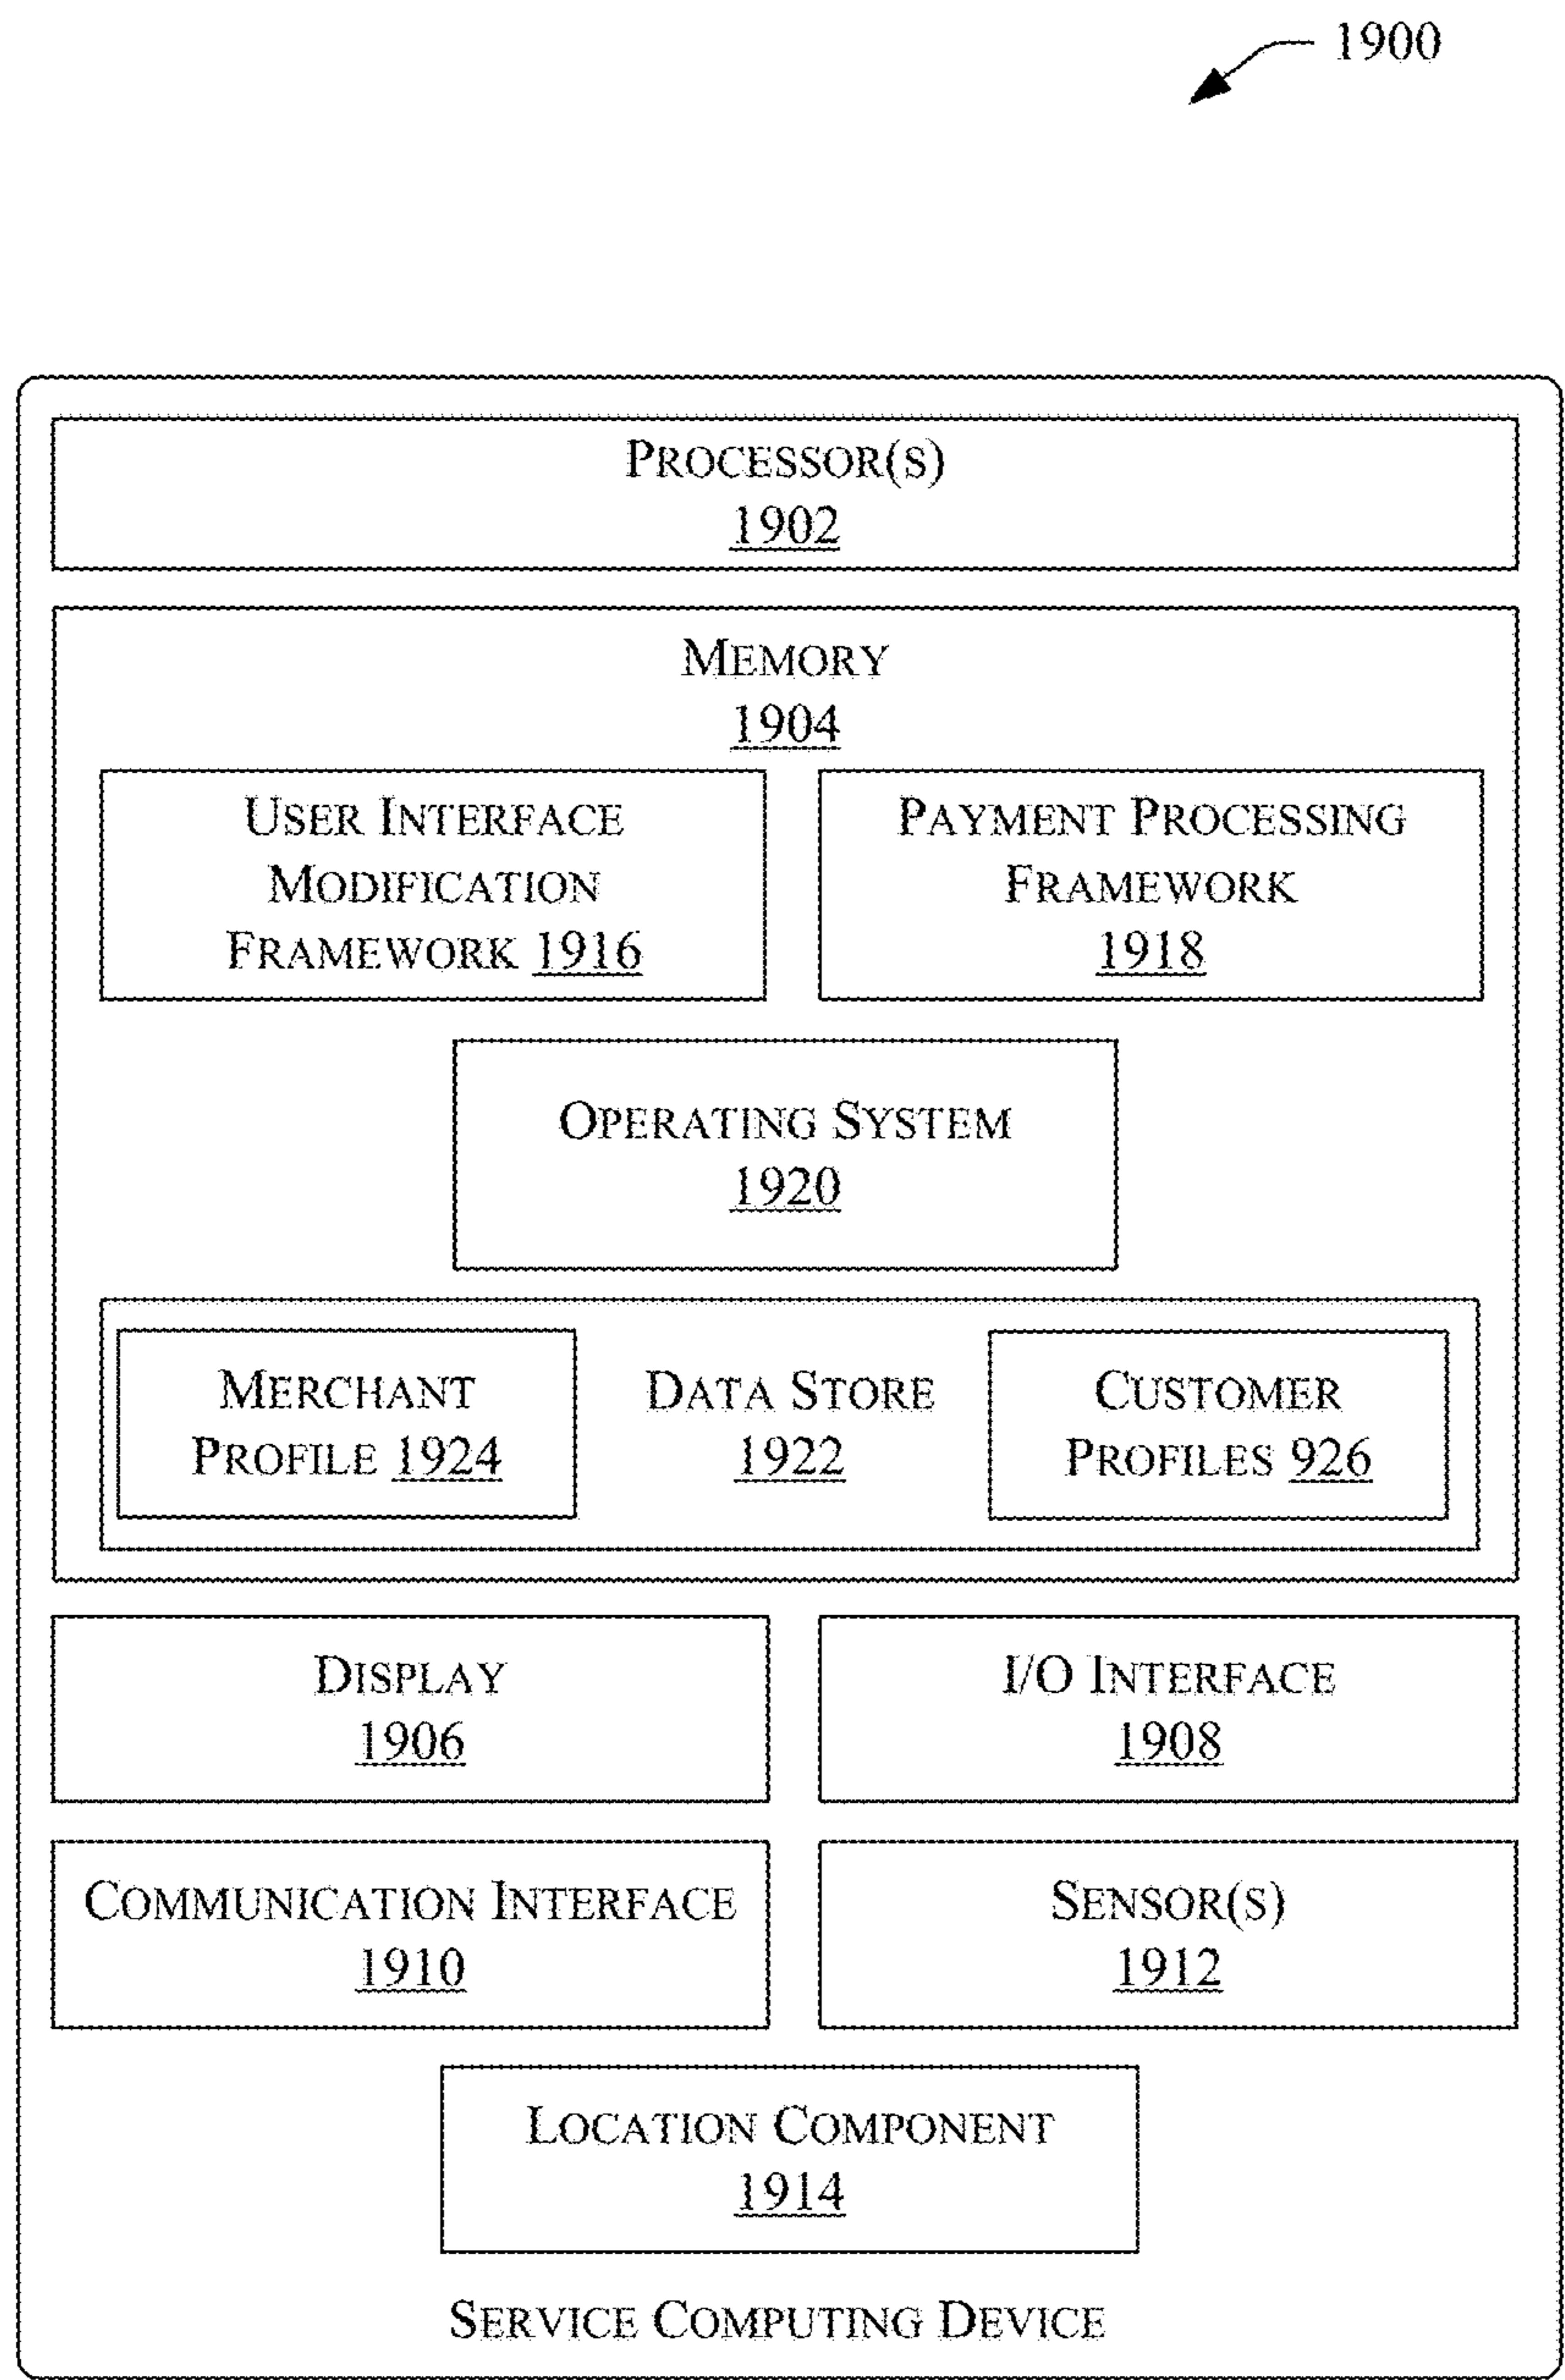 1900
PROCESSOR(S)
1902
MEMORY
1904
USER INTERFACE
MODIFICATION
FRAMEWORK 1916
PAYMENT PROCESSING
FRAMEWORK
1918
OPERATING SYSTEM
1920
MERCHANT
PROFILE 1924
DATA STORE
1922
CUSTOMER
PROFILES 926
DISPLAY
1906
I/O INTERFACE
1908
COMMUNICATION INTERFACE
1910
SENSOR(S)
1912
LOCATION COMPONENT
1914
SERVICE COMPUTING DEVICE